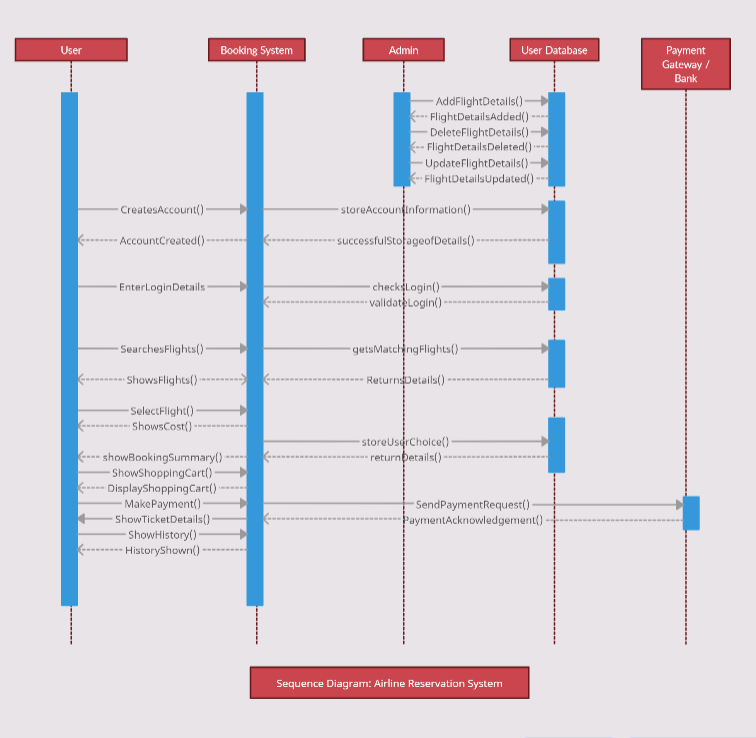 User
Booking System
Admin
User Database
Payment
Gateway /
Bank
AddFlightDetails()
FlightDetailsAdded()
DeleteFlightDetails()
FlightDetailsDeleted()
UpdateFlightDetails()
FlightDetailsUpdated()
CreatesAccount()
storeAccountInformation()
AccountCreated()
successfulStorageofDetails()
EnterLoginDetails
checksLogin()
validateLogin()
SearchesFlights()
getsMatchingFlights()
ShowsFlights()
ReturnsDetails()
SelectFlight()
ShowsCost()
storeUserChoice()
showBookingSummary()
returnDetails()
ShowShoppingCart()
DisplayShoppingCart()
MakePayment()
SendPaymentRequest()
ShowTicketDetails()
PaymentAcknowledgement()
ShowHistory()
HistoryShown()
Sequence Diagram: Airline Reservation System